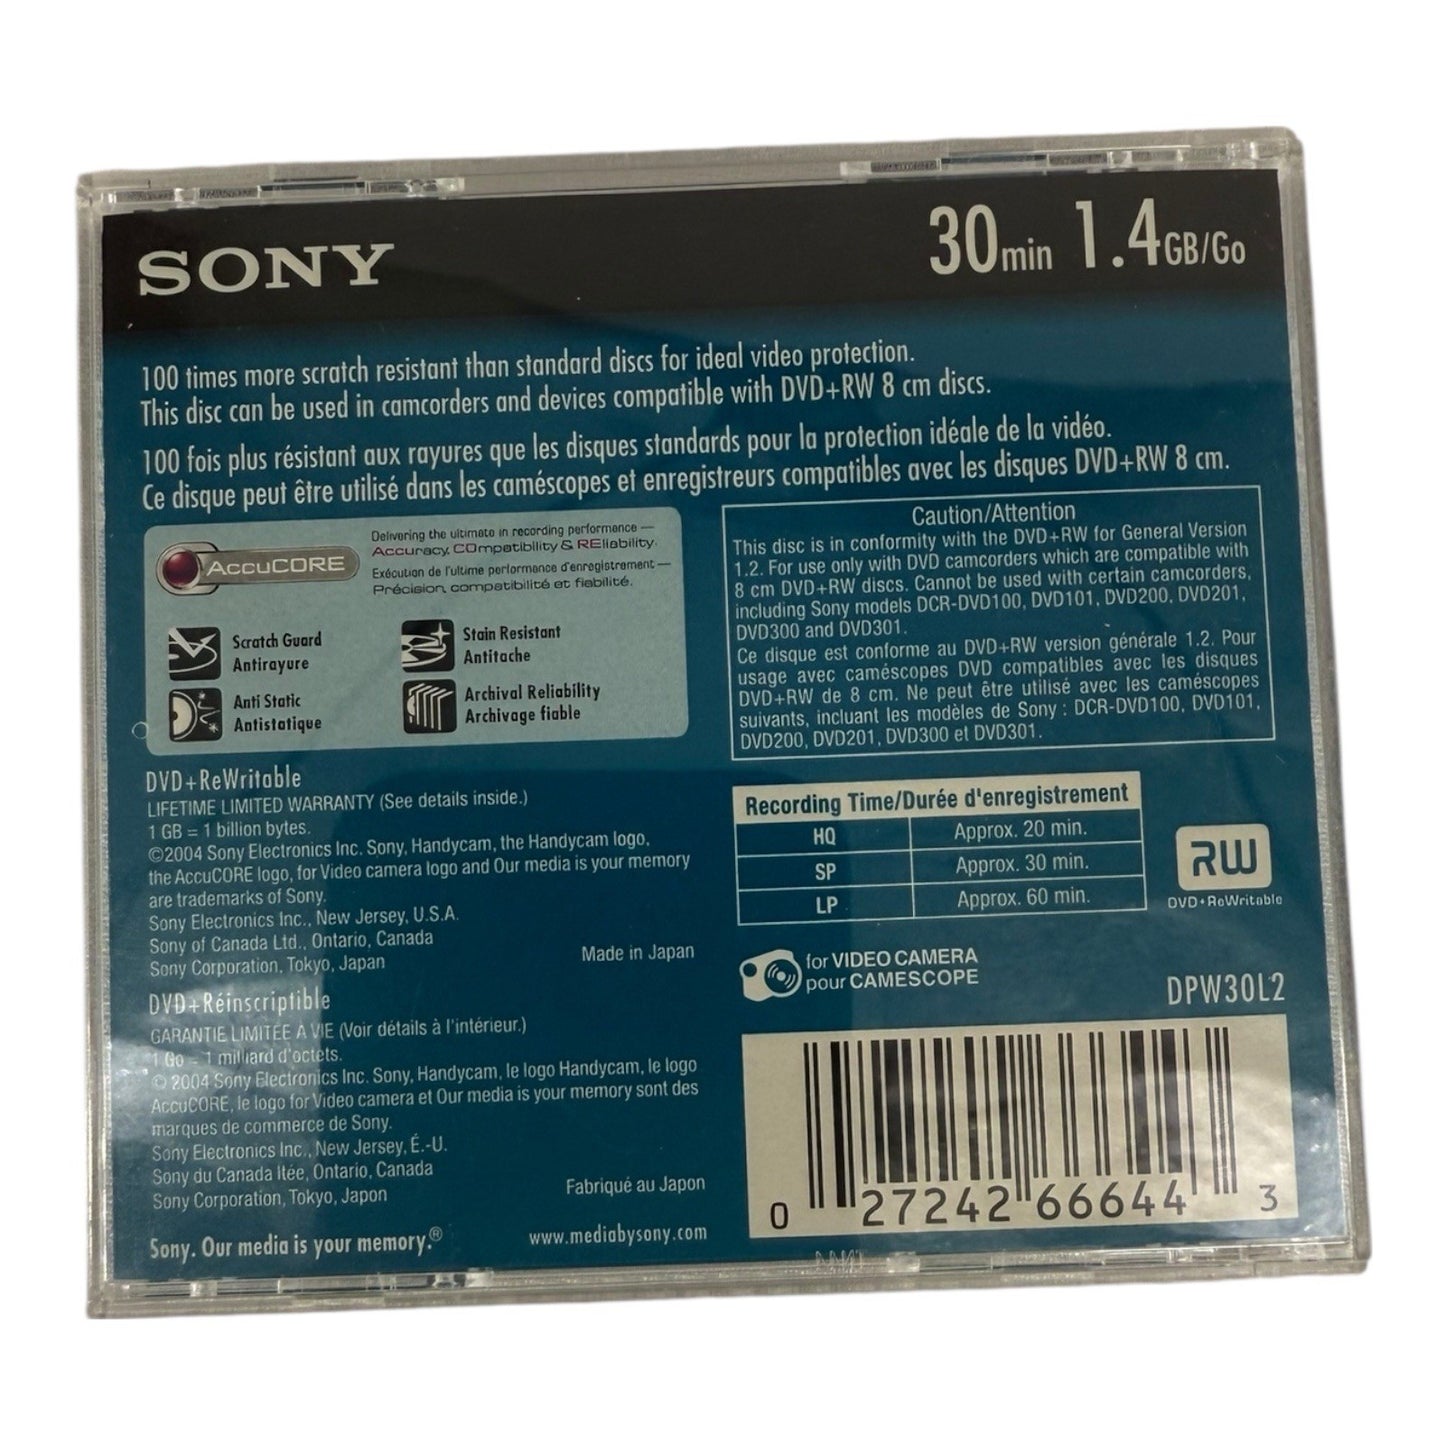 SONY
30min 1.4GB/Go
100 times more scratch resistant than standard discs for ideal video protection.
This disc can be used in camcorders and devices compatible with DVD+RW 8 cm discs.
100 fois plus résistant aux rayures que les disques standards pour la protection idéale de la vidéo.
Ce disque peut être utilisé dans les caméscopes et enregistreurs compatibles avec les disques DVD+RW 8 cm.
AccuCORE
Delivering the ultimate in recording performance —
Accuracy, COmpatibility & REliability.
Exécution de l'ultime performance d'enregistrement —
Précision, compatibilité et fiabilité.
Scratch Guard
Antirayure
Stain Resistant
Antitache
Anti Static
Antistatique
Archival Reliability
Archivage fiable
Caution/Attention
This disc is in conformity with the DVD+RW for General Version
1.2. For use only with DVD camcorders which are compatible with
8 cm DVD+RW discs. Cannot be used with certain camcorders,
including Sony models DCR-DVD100, DVD101, DVD200, DVD201,
DVD300 and DVD301.
Ce disque est conforme au DVD+RW version générale 1.2. Pour
usage avec caméscopes DVD compatibles avec les disques
DVD+RW de 8 cm. Ne peut être utilisé avec les caméscopes
suivants, incluant les modèles de Sony : DCR-DVD100, DVD101,
DVD200, DVD201, DVD300 et DVD301.
DVD+ReWritable
LIFETIME LIMITED WARRANTY (See details inside.)
1 GB = 1 billion bytes.
©2004 Sony Electronics Inc. Sony, Handycam, the Handycam logo,
the AccuCORE logo, for Video camera logo and Our media is your memory
are trademarks of Sony.
Sony Electronics Inc., New Jersey, U.S.A.
Sony of Canada Ltd., Ontario, Canada
Sony Corporation, Tokyo, Japan
Made in Japan
DVD+Réinscriptible
GARANTIE LIMITÉE À VIE (Voir détails à l'intérieur.)
1 Go = 1 milliard d'octets.
© 2004 Sony Electronics Inc. Sony, Handycam, le logo Handycam, le logo
AccuCORE, le logo for Video camera et Our media is your memory sont des
marques de commerce de Sony.
Sony Electronics Inc., New Jersey, É.-U.
Sony du Canada ltée, Ontario, Canada
Sony Corporation, Tokyo, Japon
Fabriqué au Japon
Sony. Our media is your memory.®
www.mediabysony.com
Recording Time/Durée d'enregistrement
HQ Approx. 20 min.
SP Approx. 30 min.
LP Approx. 60 min.
RW
DVD+ReWritable
for VIDEO CAMERA
pour CAMESCOPE
DPW30L2
0 27242 66644 3